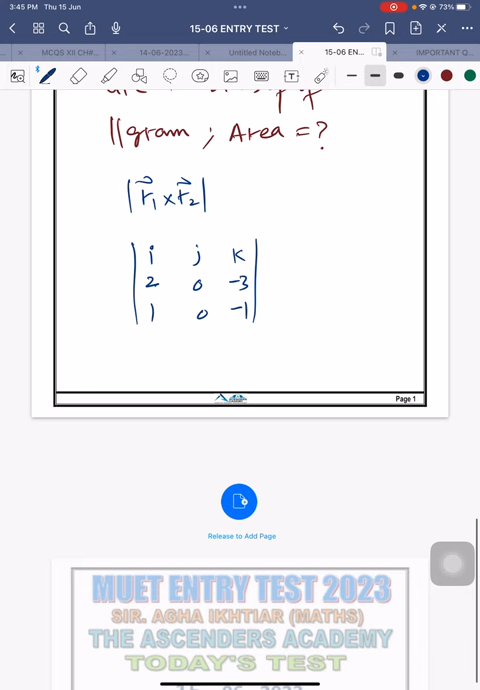 3:45 PM Thu 15 Jun
73%
15-06 ENTRY TEST
MCQS XII CH#...
14-06-2023...
Untitled Noteb...
15-06 EN...
IMPORTANT Q...
||gram ; Area = ?
|r⃗₁ × r⃗₂|
| i j k |
| 2 0 -3 |
| 1 0 -1 |
Page 1
Release to Add Page
MUET ENTRY TEST 2023
SIR. AGHA IKHTIAR (MATHS)
THE ASCENDERS ACADEMY
TODAY'S TEST